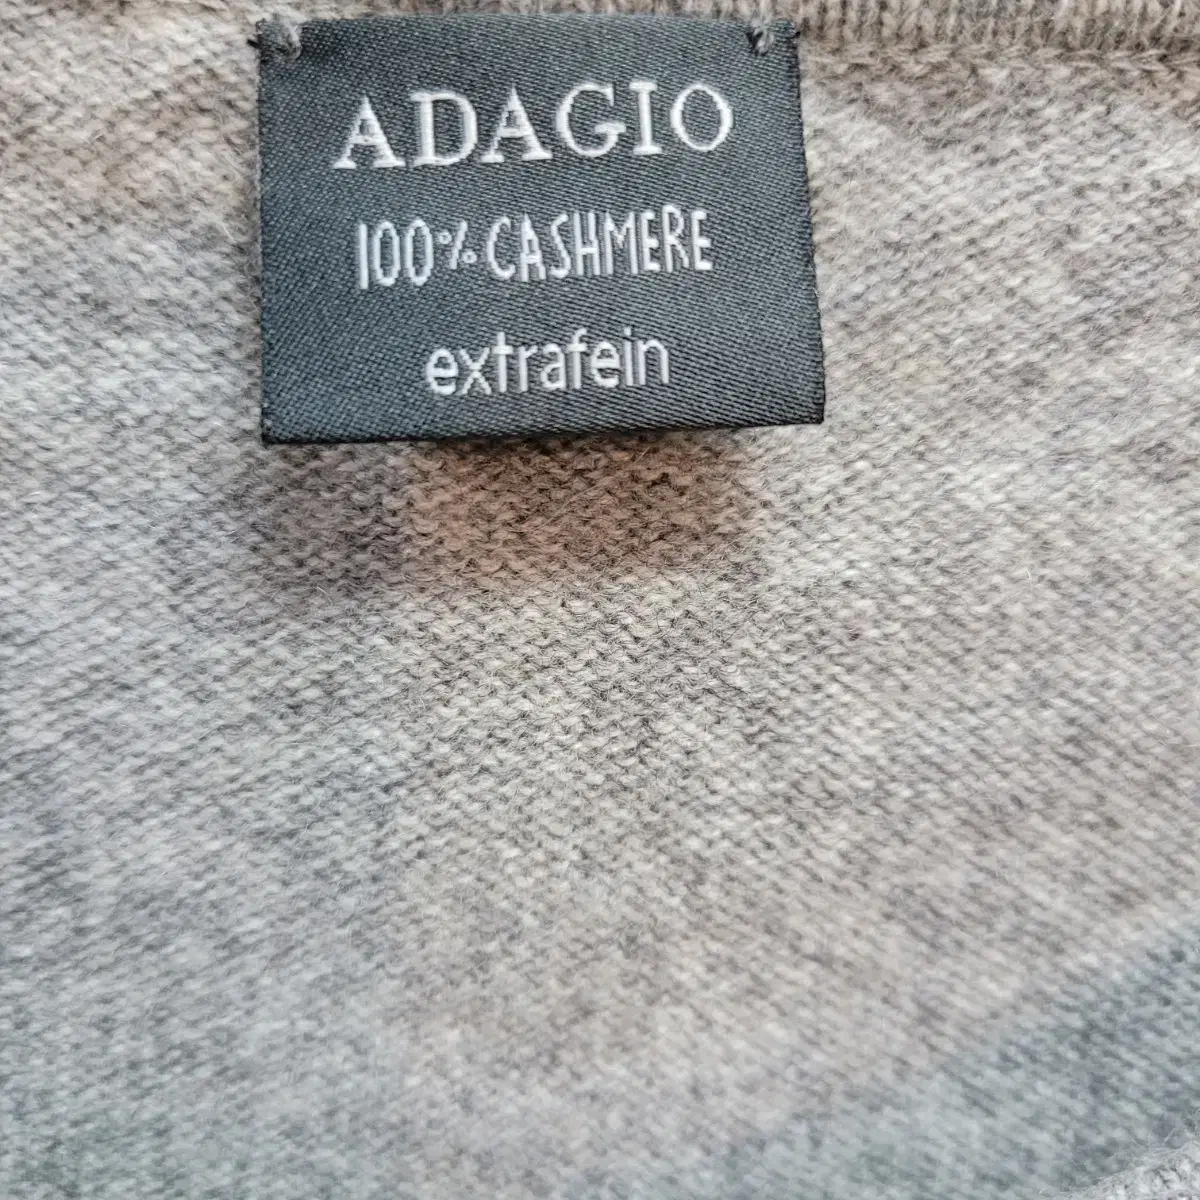 ADAGIO
100% CASHMERE
extrafein